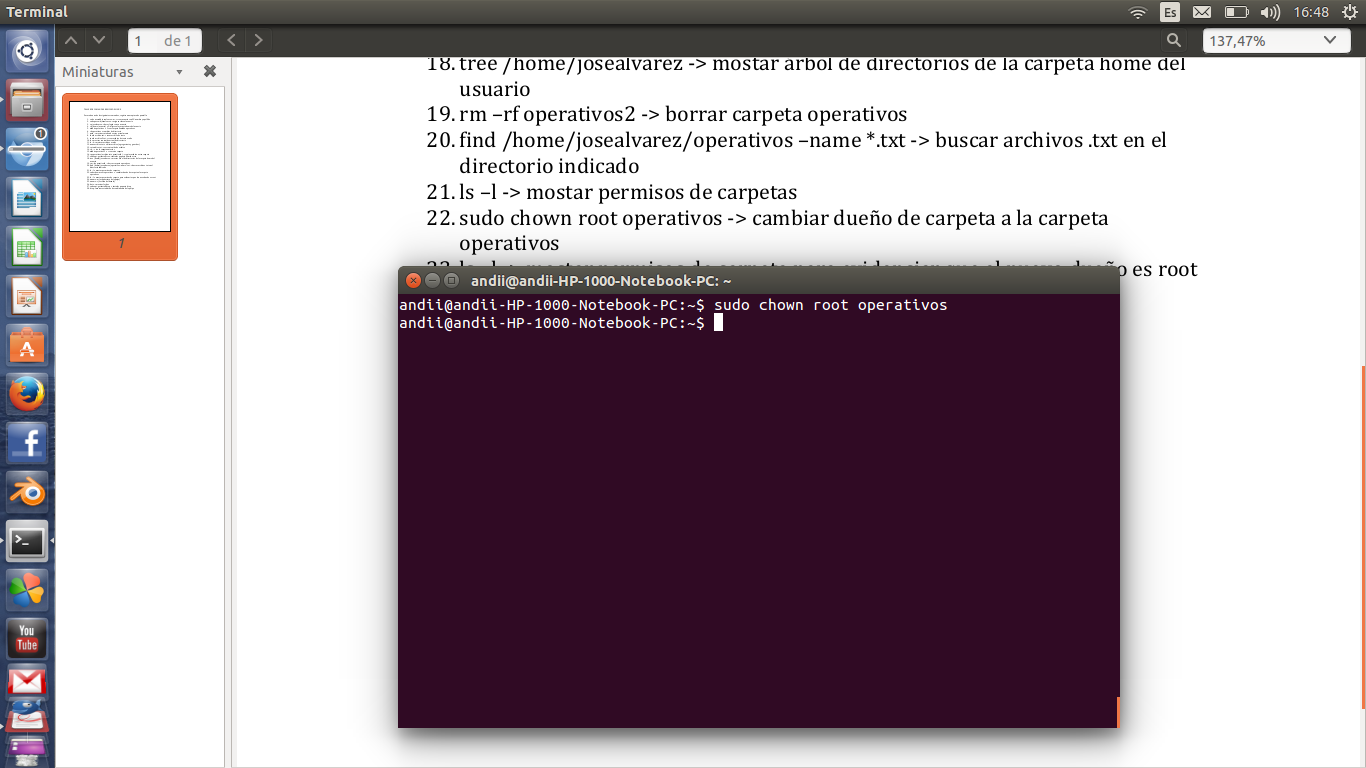 Terminal
Es
16:48
1 de 1
137,47%
Miniaturas
1
18. tree /home/josealvarez -> mostar arbol de directorios de la carpeta home del
usuario
19. rm –rf operativos2 -> borrar carpeta operativos
20. find /home/josealvarez/operativos –name *.txt -> buscar archivos .txt en el
directorio indicado
21. ls –l -> mostar permisos de carpetas
22. sudo chown root operativos -> cambiar dueño de carpeta a la carpeta
operativos
es root
andii@andii-HP-1000-Notebook-PC: ~
andii@andii-HP-1000-Notebook-PC:~$ sudo chown root operativos
andii@andii-HP-1000-Notebook-PC:~$
1
You
Tube